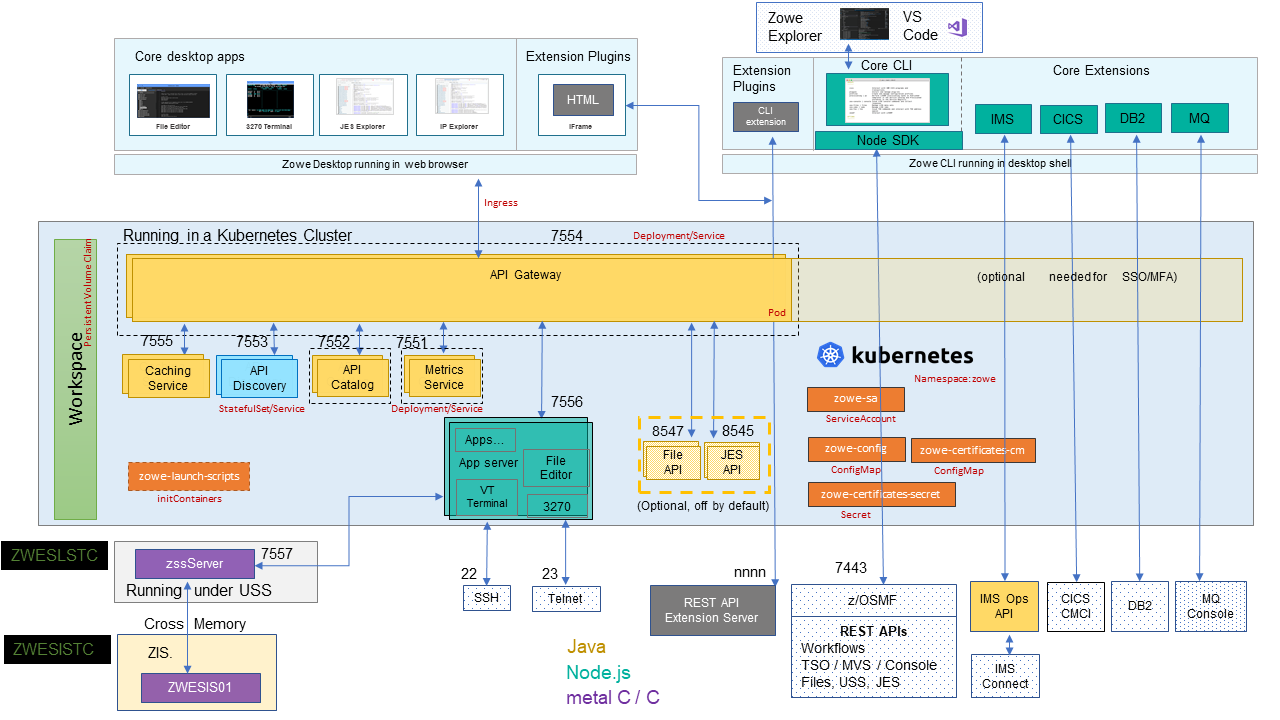 Zowe
Explorer
VS
Code
Core desktop apps
Extension Plugins
File Editor
3270 Terminal
JES Explorer
IP Explorer
HTML
iFrame
Zowe Desktop running in web browser
Extension
Plugins
CLI
extension
Core CLI
Node SDK
Core Extensions
IMS
CICS
DB2
MQ
Zowe CLI running in desktop shell
Ingress
Running in a Kubernetes Cluster
7554
Deployment/Service
Workspace
Persistent Volume Claim
API Gateway
Pod
(optional needed for SSO/MFA)
7555
7553
7552
7551
Caching
Service
API
Discovery
API
Catalog
Metrics
Service
StatefulSet/Service
Deployment/Service
kubernetes
Namespace: zowe
zowe-sa
ServiceAccount
zowe-config
ConfigMap
zowe-certificates-cm
ConfigMap
zowe-certificates-secret
Secret
7556
Apps...
App server
File
Editor
VT
Terminal
3270
8547
8545
File
API
JES
API
(Optional, off by default)
zowe-launch-scripts
initContainers
ZWESLSTC
zssServer
7557
Running under USS
Cross Memory
ZWESISTC
ZIS.
ZWESIS01
22
SSH
23
Telnet
nnnn
REST API
Extension Server
7443
z/OSMF
REST APIs
Workflows
TSO / MVS / Console
Files, USS, JES
IMS Ops
API
IMS
Connect
CICS
CMCI
DB2
MQ
Console
Java
Node.js
metal C / C